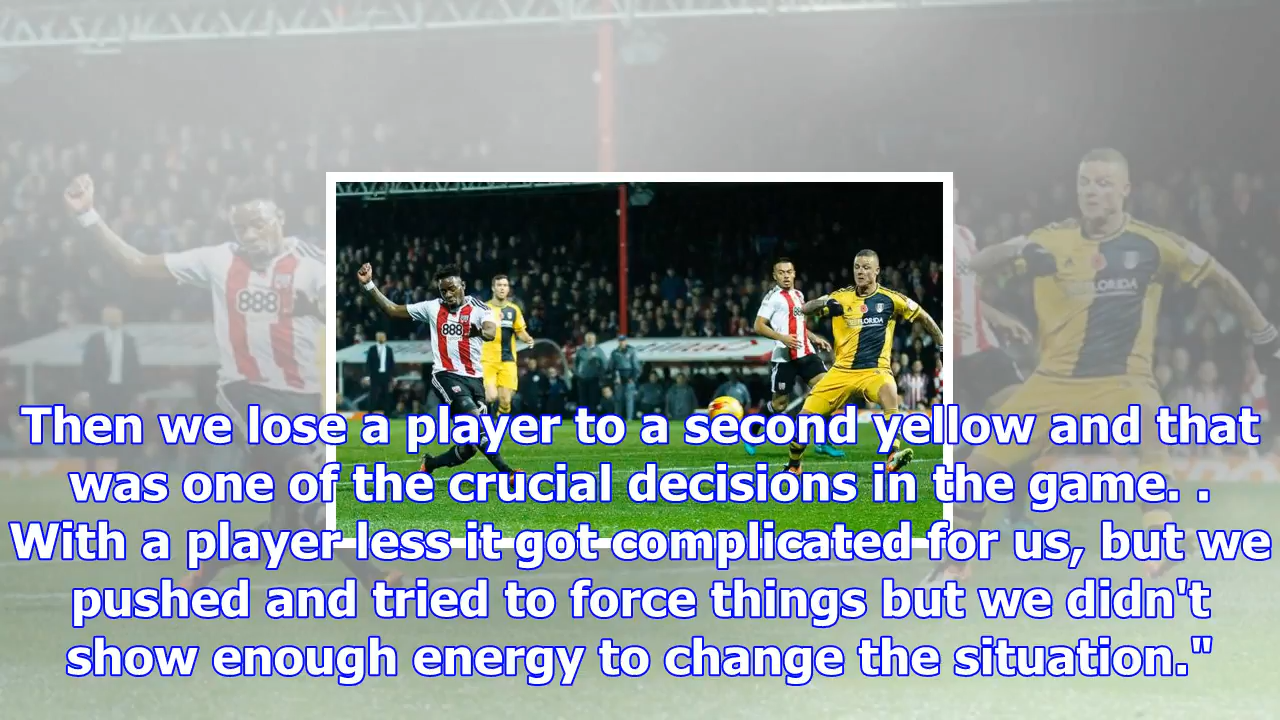 888
FLORIDA
Then we lose a player to a second yellow and that
was one of the crucial decisions in the game. .
With a player less it got complicated for us, but we
pushed and tried to force things but we didn't
show enough energy to change the situation."